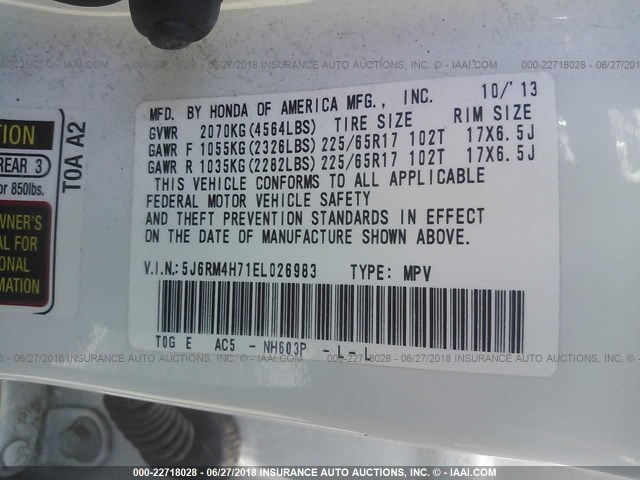 000-22718028 - 06/27/2018 INSURANCE AUTO AUCTIONS. © - IAAI.COM
MFD. BY HONDA OF AMERICA MFG., INC. 10/'13
GVWR 2070KG(4564LBS) TIRE SIZE RIM SIZE
GAWR F 1055KG(2326LBS) 225/65R17 102T 17X6.5J
GAWR R 1035KG(2282LBS) 225/65R17 102T 17X6.5J
THIS VEHICLE CONFORMS TO ALL APPLICABLE
FEDERAL MOTOR VEHICLE SAFETY
AND THEFT PREVENTION STANDARDS IN EFFECT
ON THE DATE OF MANUFACTURE SHOWN ABOVE.
V.I.N.:5J6RM4H71EL026983 TYPE: MPV
T0G E AC5 - NH603P - L - L
T0A A2
TION
REAR 3
or 850lbs.
WNER'S
AL FOR
ONAL
MATION
000-22718028 - 06/27/2018 INSURANCE AUTO AUCTIONS. © - IAAI.COM